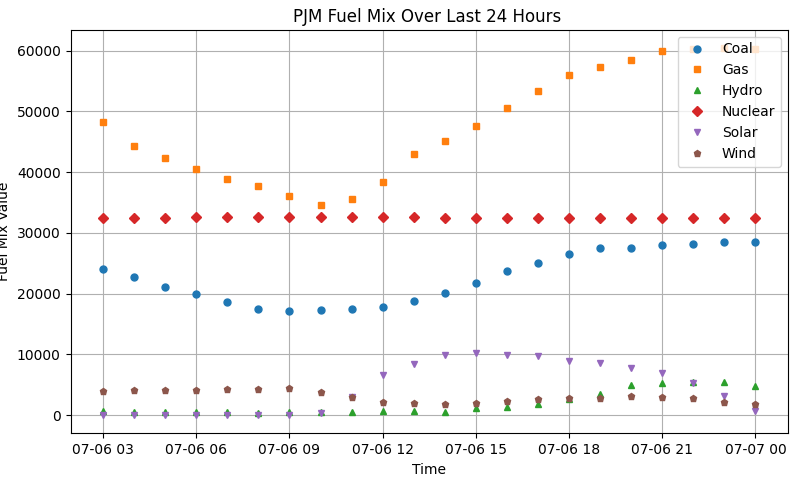 PJM Fuel Mix Over Last 24 Hours
60000
50000
40000
30000
20000
10000
0
Fuel Mix Value
Coal
Gas
Hydro
Nuclear
Solar
Wind
07-06 03 07-06 06 07-06 09 07-06 12 07-06 15 07-06 18 07-06 21 07-07 00
Time